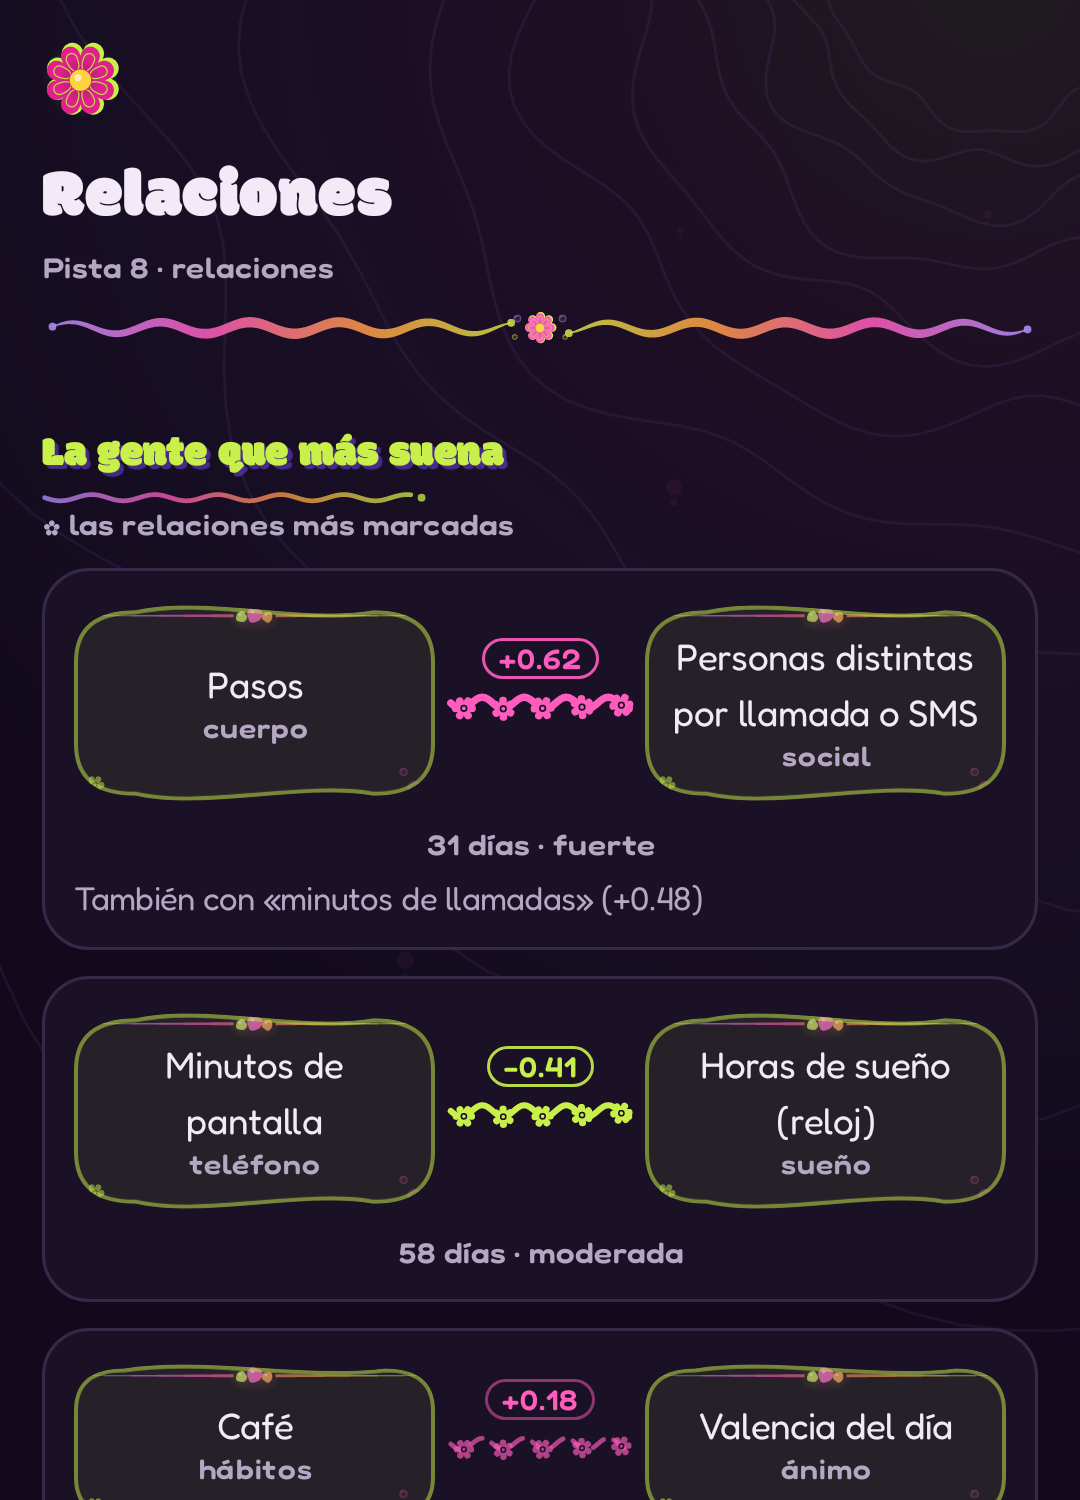 Relaciones
Pista 8 · relaciones
La gente que más suena
las relaciones más marcadas
Pasos
cuerpo
+0.62
Personas distintas
por llamada o SMS
social
31 días · fuerte
También con «minutos de llamadas» (+0.48)
Minutos de
pantalla
teléfono
−0.41
Horas de sueño
(reloj)
sueño
58 días · moderada
Café
hábitos
+0.18
Valencia del día
ánimo